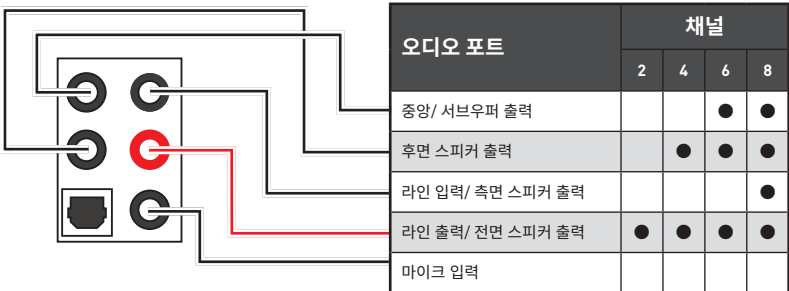 오디오 포트
채널
2 4 6 8
중앙/ 서브우퍼 출력 ● ●
후면 스피커 출력 ● ● ●
라인 입력/ 측면 스피커 출력 ●
라인 출력/ 전면 스피커 출력 ● ● ● ●
마이크 입력